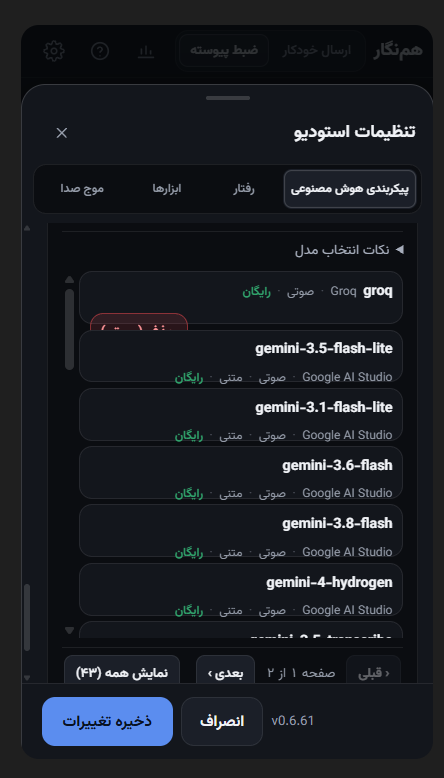 هم‌نگار ارسال خودکار ضبط پیوسته
تنظیمات استودیو
پیکربندی هوش مصنوعی رفتار ابزارها موج صدا
نکات انتخاب مدل
groq Groq · صوتی · رایگان
gemini-3.5-flash-lite
Google AI Studio · صوتی · متنی · رایگان
gemini-3.1-flash-lite
Google AI Studio · صوتی · متنی · رایگان
gemini-3.6-flash
Google AI Studio · صوتی · متنی · رایگان
gemini-3.8-flash
Google AI Studio · صوتی · متنی · رایگان
gemini-4-hydrogen
Google AI Studio · صوتی · متنی · رایگان
‹ قبلی صفحه ۱ از ۲ بعدی › نمایش همه (۴۳)
v0.6.61 انصراف ذخیره تغییرات